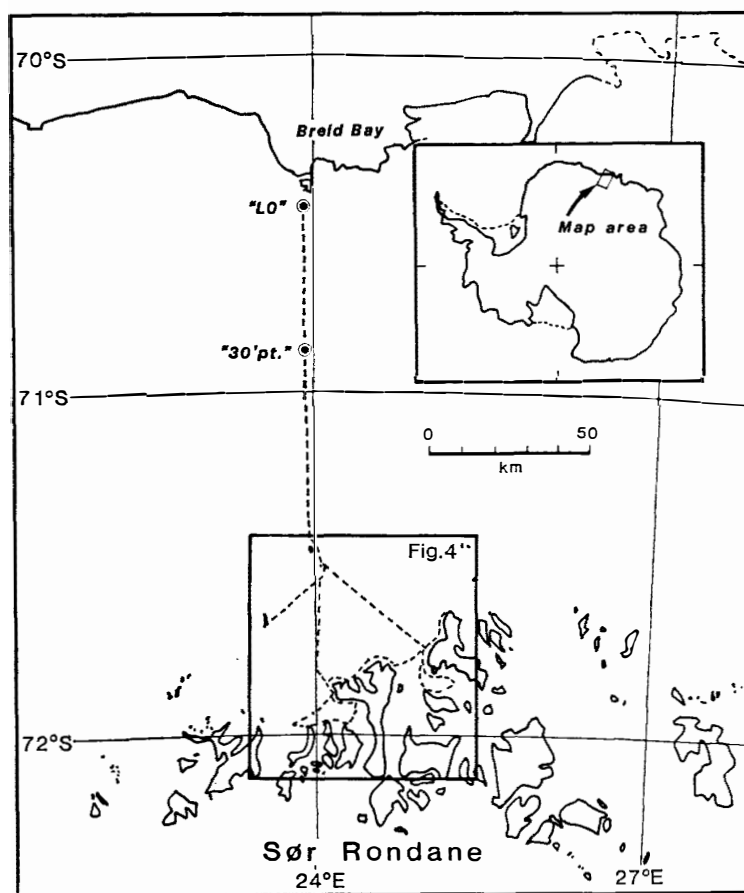 70°S
Breid Bay
"L0"
Map area
"30'pt."
71°S
0 50
km
Fig.4
72°S
Sør Rondane
24°E
27°E